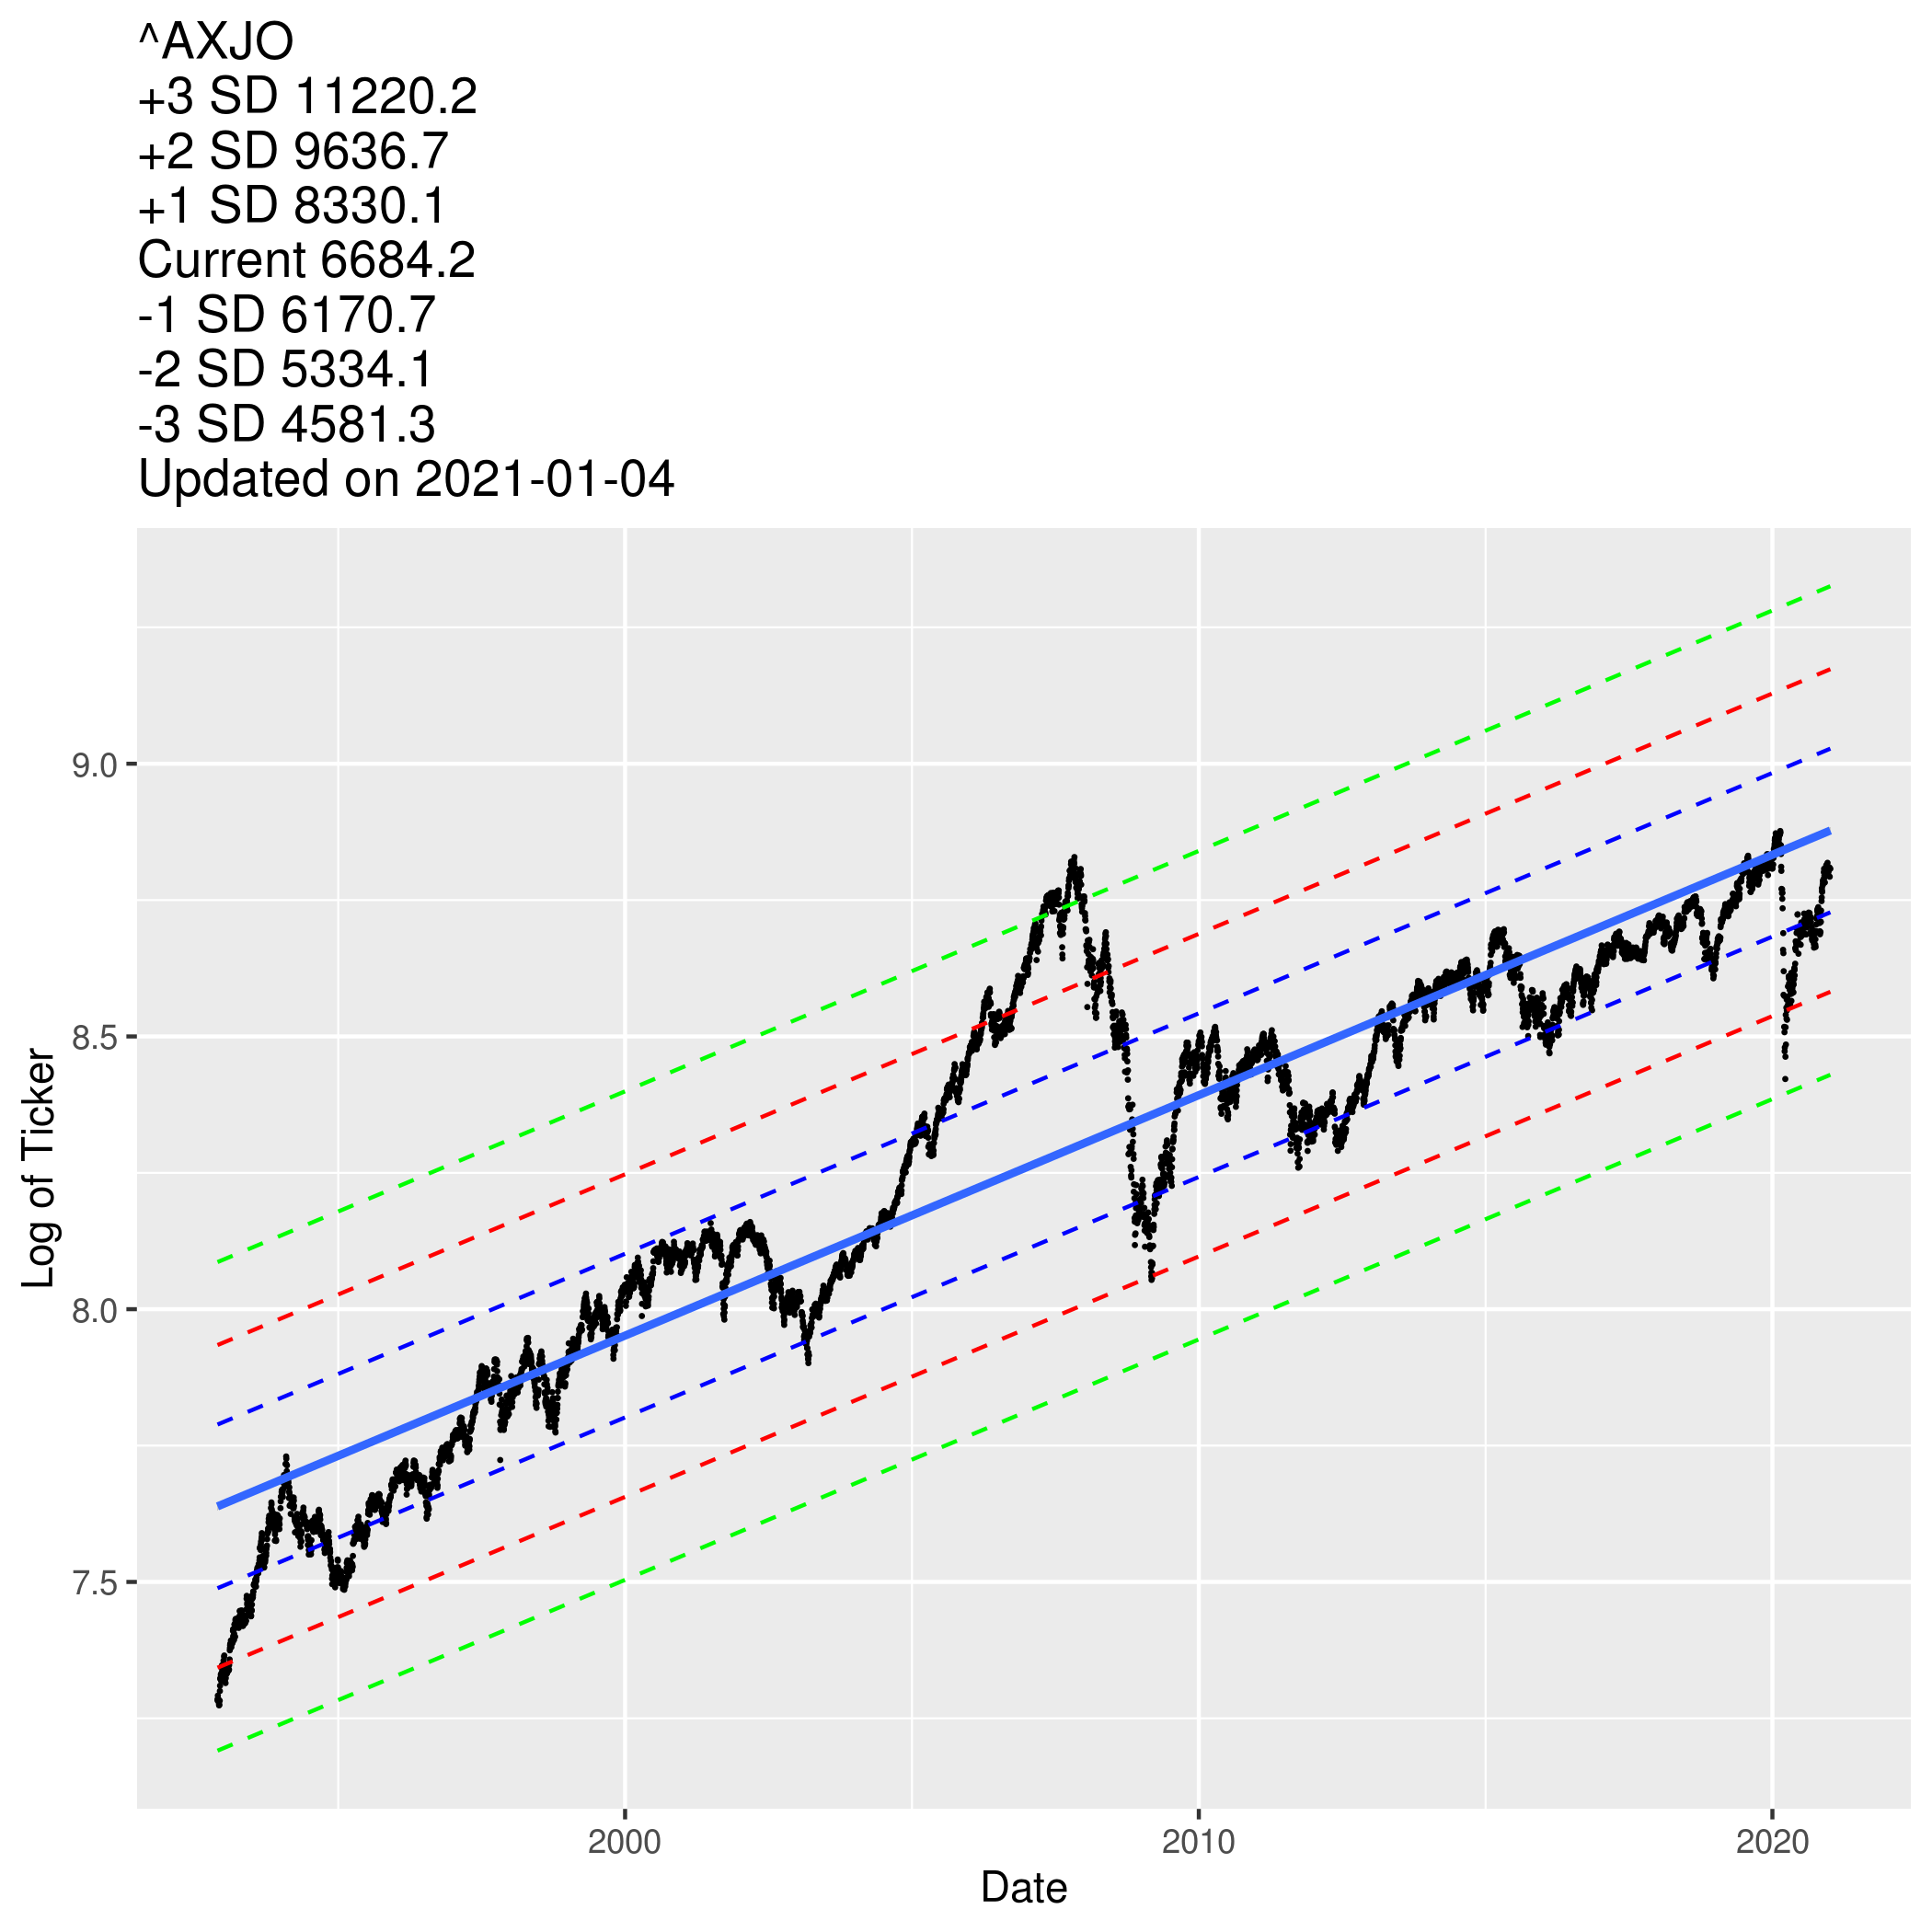 ^AXJO
+3 SD 11220.2
+2 SD 9636.7
+1 SD 8330.1
Current 6684.2
-1 SD 6170.7
-2 SD 5334.1
-3 SD 4581.3
Updated on 2021-01-04
9.0
8.5
8.0
7.5
Log of Ticker
2000
2010
2020
Date